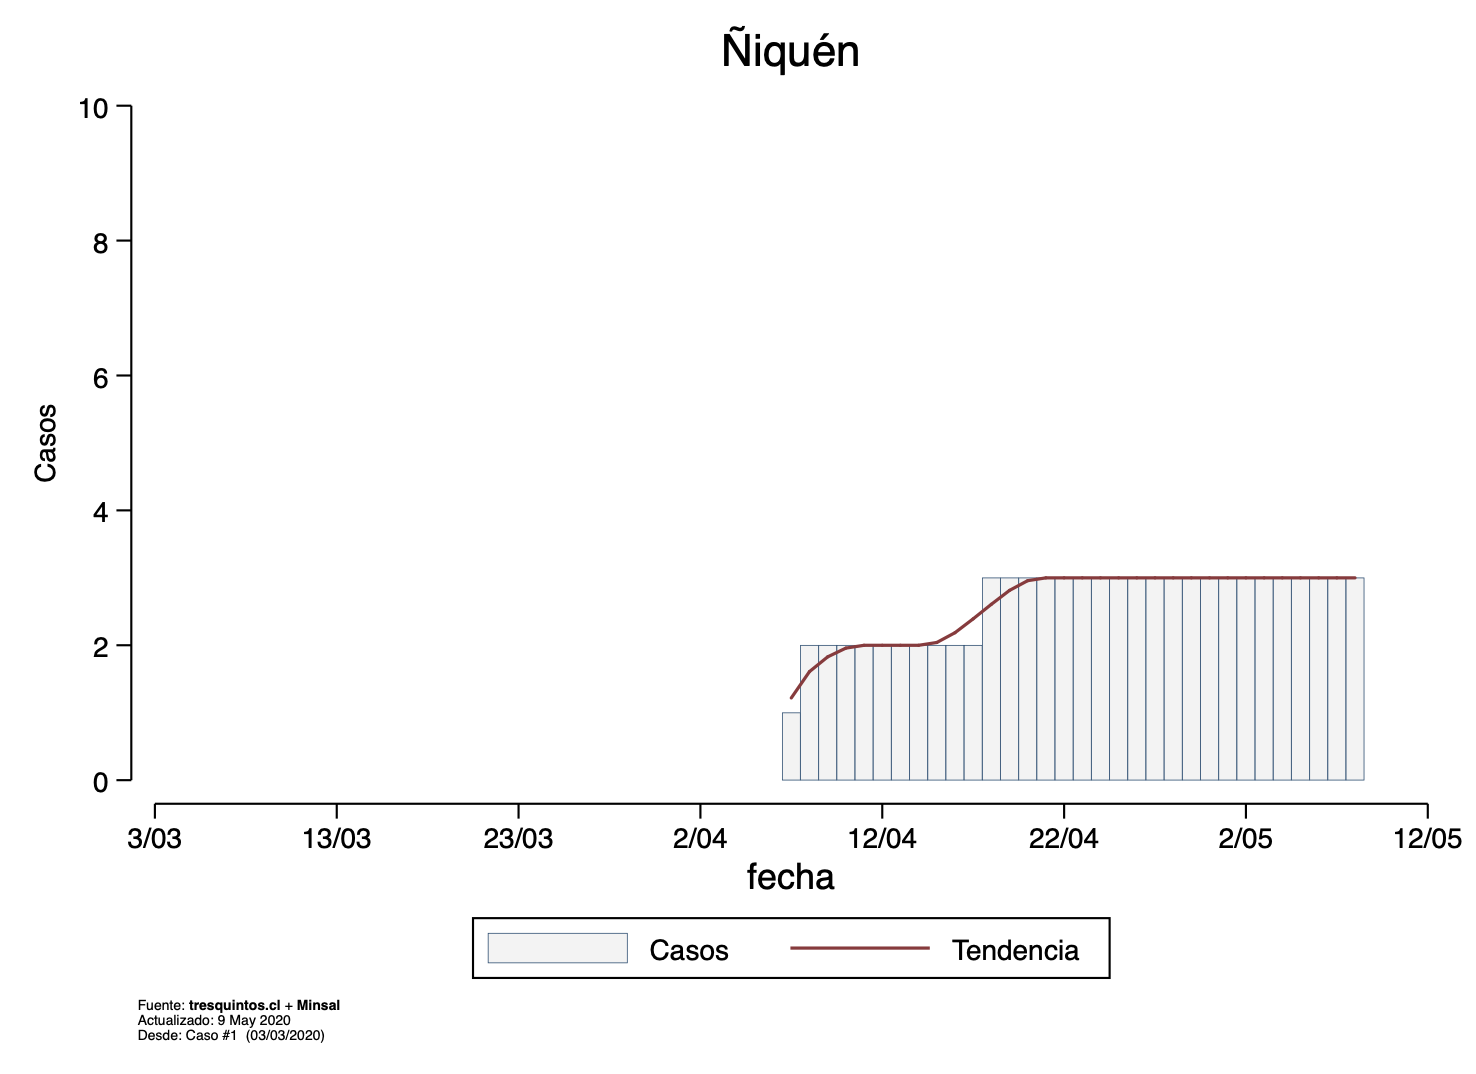 Ñiquén
10
8
6
4
2
0
Casos
3/03 13/03 23/03 2/04 12/04 22/04 2/05 12/05
fecha
Casos Tendencia
Fuente: tresquintos.cl + Minsal
Actualizado: 9 May 2020
Desde: Caso #1 (03/03/2020)